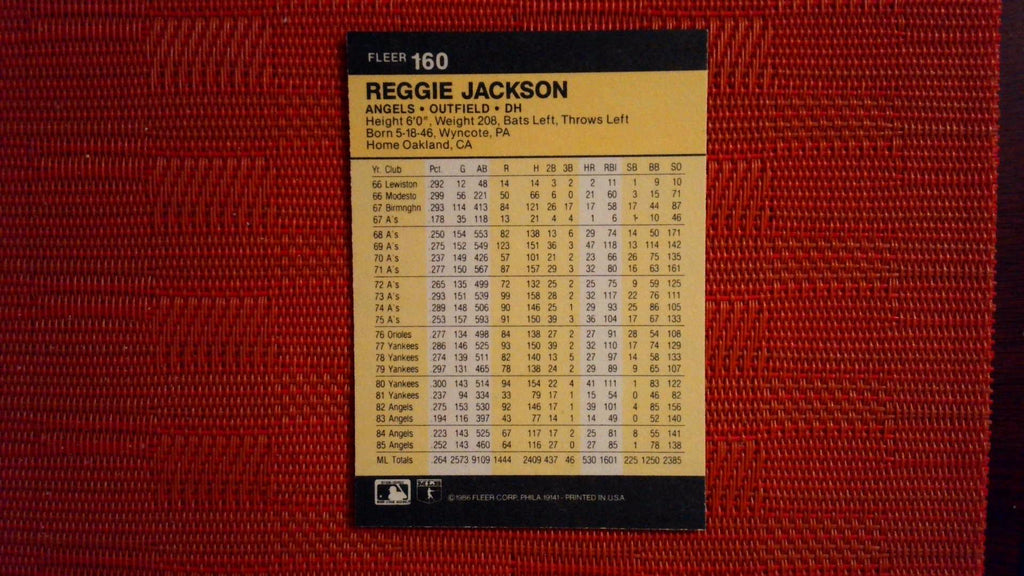 FLEER 160
REGGIE JACKSON
ANGELS • OUTFIELD • DH
Height 6'0", Weight 208, Bats Left, Throws Left
Born 5-18-46, Wyncote, PA
Home Oakland, CA
Yr. Club Pct. G AB R H 2B 3B HR RBI SB BB SO
66 Lewiston .292 12 48 14 14 3 2 2 11 1 9 10
66 Modesto .299 56 221 50 66 6 0 21 60 3 15 71
67 Birmnghn .293 114 413 84 121 26 17 17 58 17 44 87
67 A's .178 35 118 13 21 4 4 1 6 1 10 46
68 A's .250 154 553 82 138 13 6 29 74 14 50 171
69 A's .275 152 549 123 151 36 3 47 118 13 114 142
70 A's .237 149 426 57 101 21 2 23 66 26 75 135
71 A's .277 150 567 87 157 29 3 32 80 16 63 161
72 A's .265 135 499 72 132 25 2 25 75 9 59 125
73 A's .293 151 539 99 158 28 2 32 117 22 76 111
74 A's .289 148 506 90 146 25 1 29 93 25 86 105
75 A's .253 157 593 91 150 39 3 36 104 17 67 133
76 Orioles .277 134 498 84 138 27 2 27 91 28 54 108
77 Yankees .286 146 525 93 150 39 2 32 110 17 74 129
78 Yankees .274 139 511 82 140 13 5 27 97 14 58 133
79 Yankees .297 131 465 78 138 24 2 29 89 9 65 107
80 Yankees .300 143 514 94 154 22 4 41 111 1 83 122
81 Yankees .237 94 334 33 79 17 1 15 54 0 46 82
82 Angels .275 153 530 92 146 17 1 39 101 4 85 156
83 Angels .194 116 397 43 77 14 1 14 49 0 52 140
84 Angels .223 143 525 67 117 17 2 25 81 8 55 141
85 Angels .252 143 460 64 116 27 0 27 85 1 78 138
ML Totals .264 2573 9109 1444 2409 437 46 530 1601 225 1250 2385
©1986 FLEER CORP., PHILA. 19141 - PRINTED IN U.S.A.